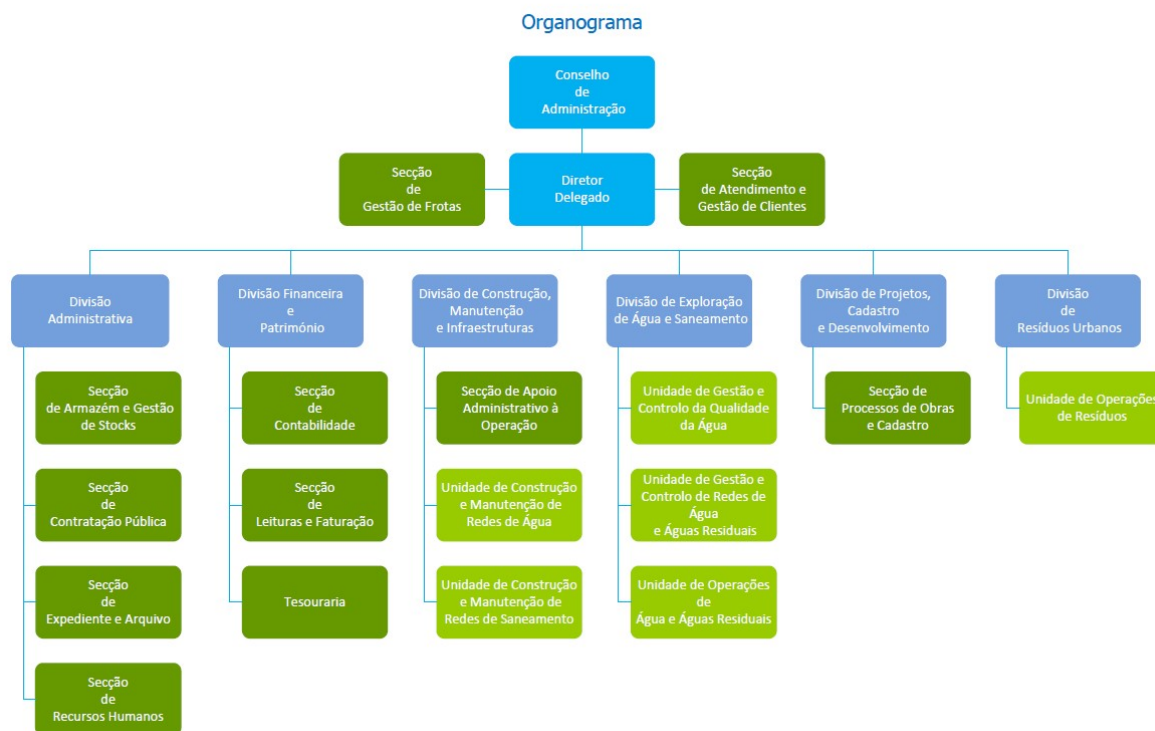 Organograma
Conselho
de
Administração
Secção
de
Gestão de Frotas
Diretor
Delegado
Secção
de Atendimento e
Gestão de Clientes
Divisão
Administrativa
Divisão Financeira
e
Património
Divisão de Construção,
Manutenção
e Infraestruturas
Divisão de Exploração
de Água e Saneamento
Divisão de Projetos,
Cadastro
e Desenvolvimento
Divisão
de
Resíduos Urbanos
Secção
de Armazém e Gestão
de Stocks
Secção
de
Contabilidade
Secção de Apoio
Administrativo à
Operação
Unidade de Gestão e
Controlo da Qualidade
da Água
Secção de
Processos de Obras
e Cadastro
Unidade de Operações
de Resíduos
Secção
de
Contratação Pública
Secção
de
Leituras e Faturação
Unidade de Construção
e Manutenção de
Redes de Água
Unidade de Gestão e
Controlo de Redes de
Água
e Águas Residuais
Secção
de
Expediente e Arquivo
Tesouraria
Unidade de Construção
e Manutenção de
Redes de Saneamento
Unidade de Operações
de
Água e Águas Residuais
Secção
de
Recursos Humanos